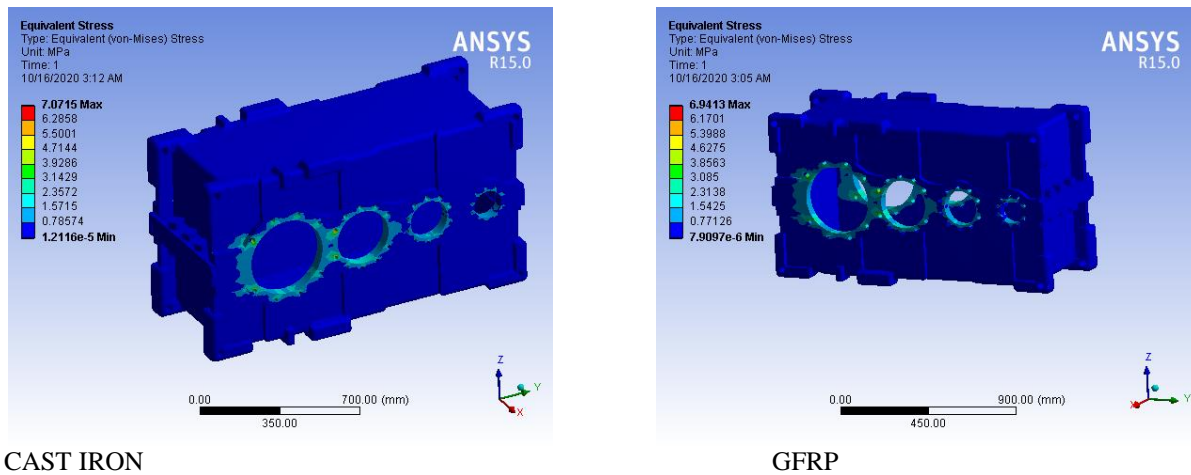 Equivalent Stress
Type: Equivalent (von-Mises) Stress
Unit: MPa
Time: 1
10/16/2020 3:12 AM
ANSYS
R15.0
7.0715 Max
6.2858
5.5001
4.7144
3.9286
3.1429
2.3572
1.5715
0.78574
1.2116e-5 Min
Z
Y
X
0.00
700.00 (mm)
350.00
CAST IRON
Equivalent Stress
Type: Equivalent (von-Mises) Stress
Unit: MPa
Time: 1
10/16/2020 3:05 AM
ANSYS
R15.0
6.9413 Max
6.1701
5.3988
4.6275
3.8563
3.085
2.3138
1.5425
0.77126
7.9097e-6 Min
Z
X
Y
0.00
900.00 (mm)
450.00
GFRP